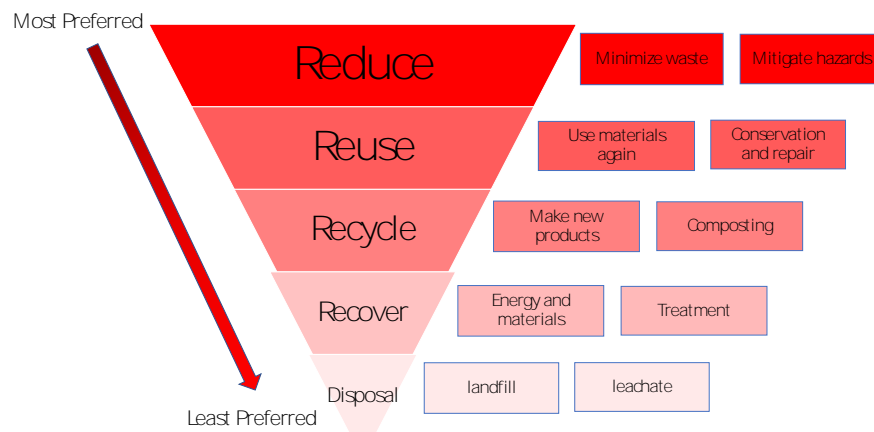 Most Preferred
Reduce
Minimize waste
Mitigate hazards
Reuse
Use materials
again
Conservation
and repair
Recycle
Make new
products
Composting
Recover
Energy and
materials
Treatment
Disposal
landfill
leachate
Least Preferred